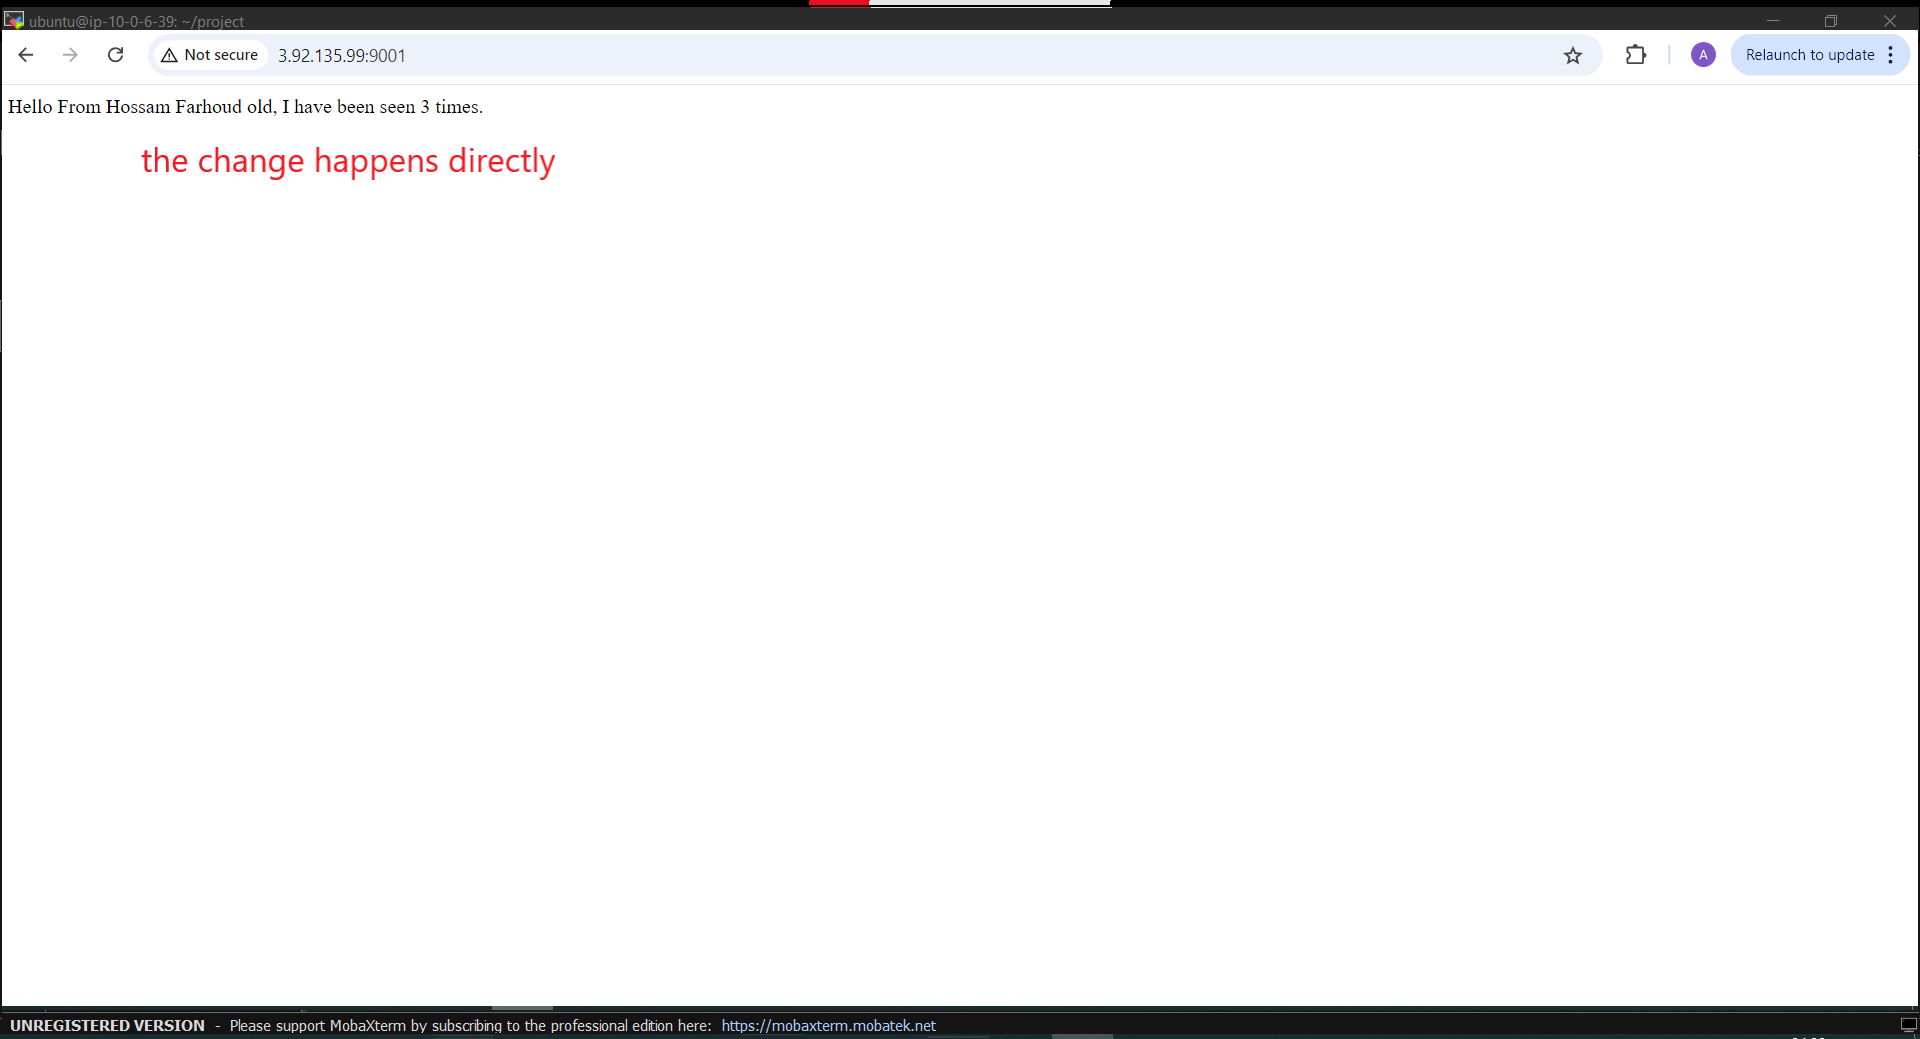 ubuntu@ip-10-0-6-39: ~/project
Not secure 3.92.135.99:9001 A Relaunch to update
Hello From Hossam Farhoud old, I have been seen 3 times.
the change happens directly
UNREGISTERED VERSION - Please support MobaXterm by subscribing to the professional edition here: https://mobaxterm.mobatek.net